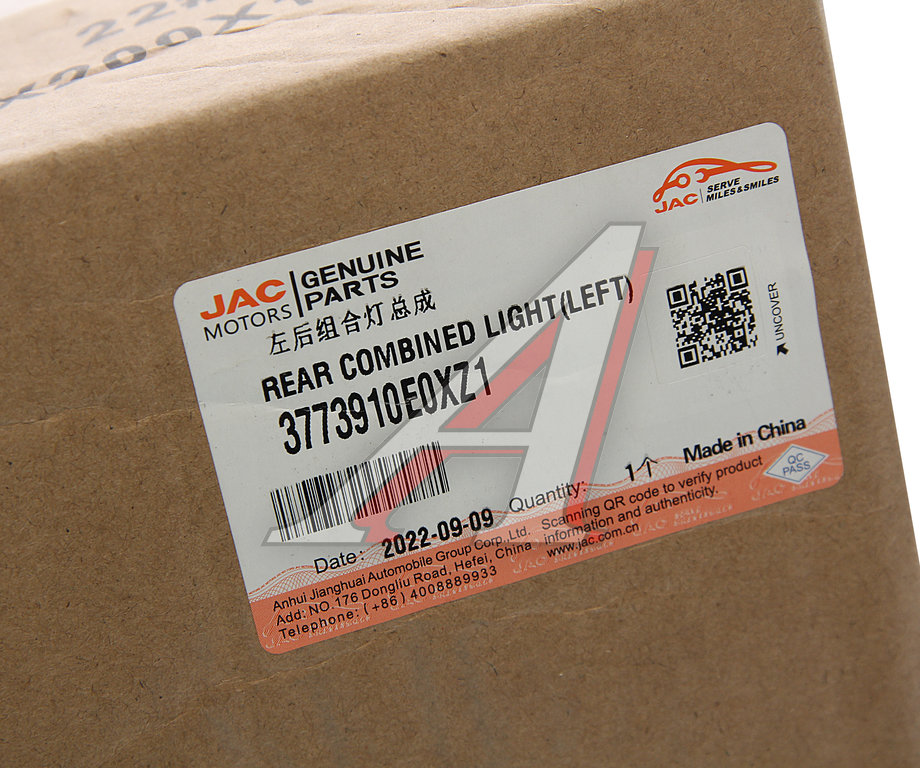 JAC
MOTORS
GENUINE
PARTS
JAC
SERVE
MILES & SMILES
左后组合灯总成
REAR COMBINED LIGHT(LEFT)
3773910E0XZ1
UNCOVER
Date: 2022-09-09
Quantity: 1个
Made in China
QC
PASS
Anhui Jianghuai Automobile Group Corp., Ltd.
Add: NO.176 Dongliu Road, Hefei, China
Telephone: (+86) 4008889933
Scanning QR code to verify product
information and authenticity.
www.jac.com.cn